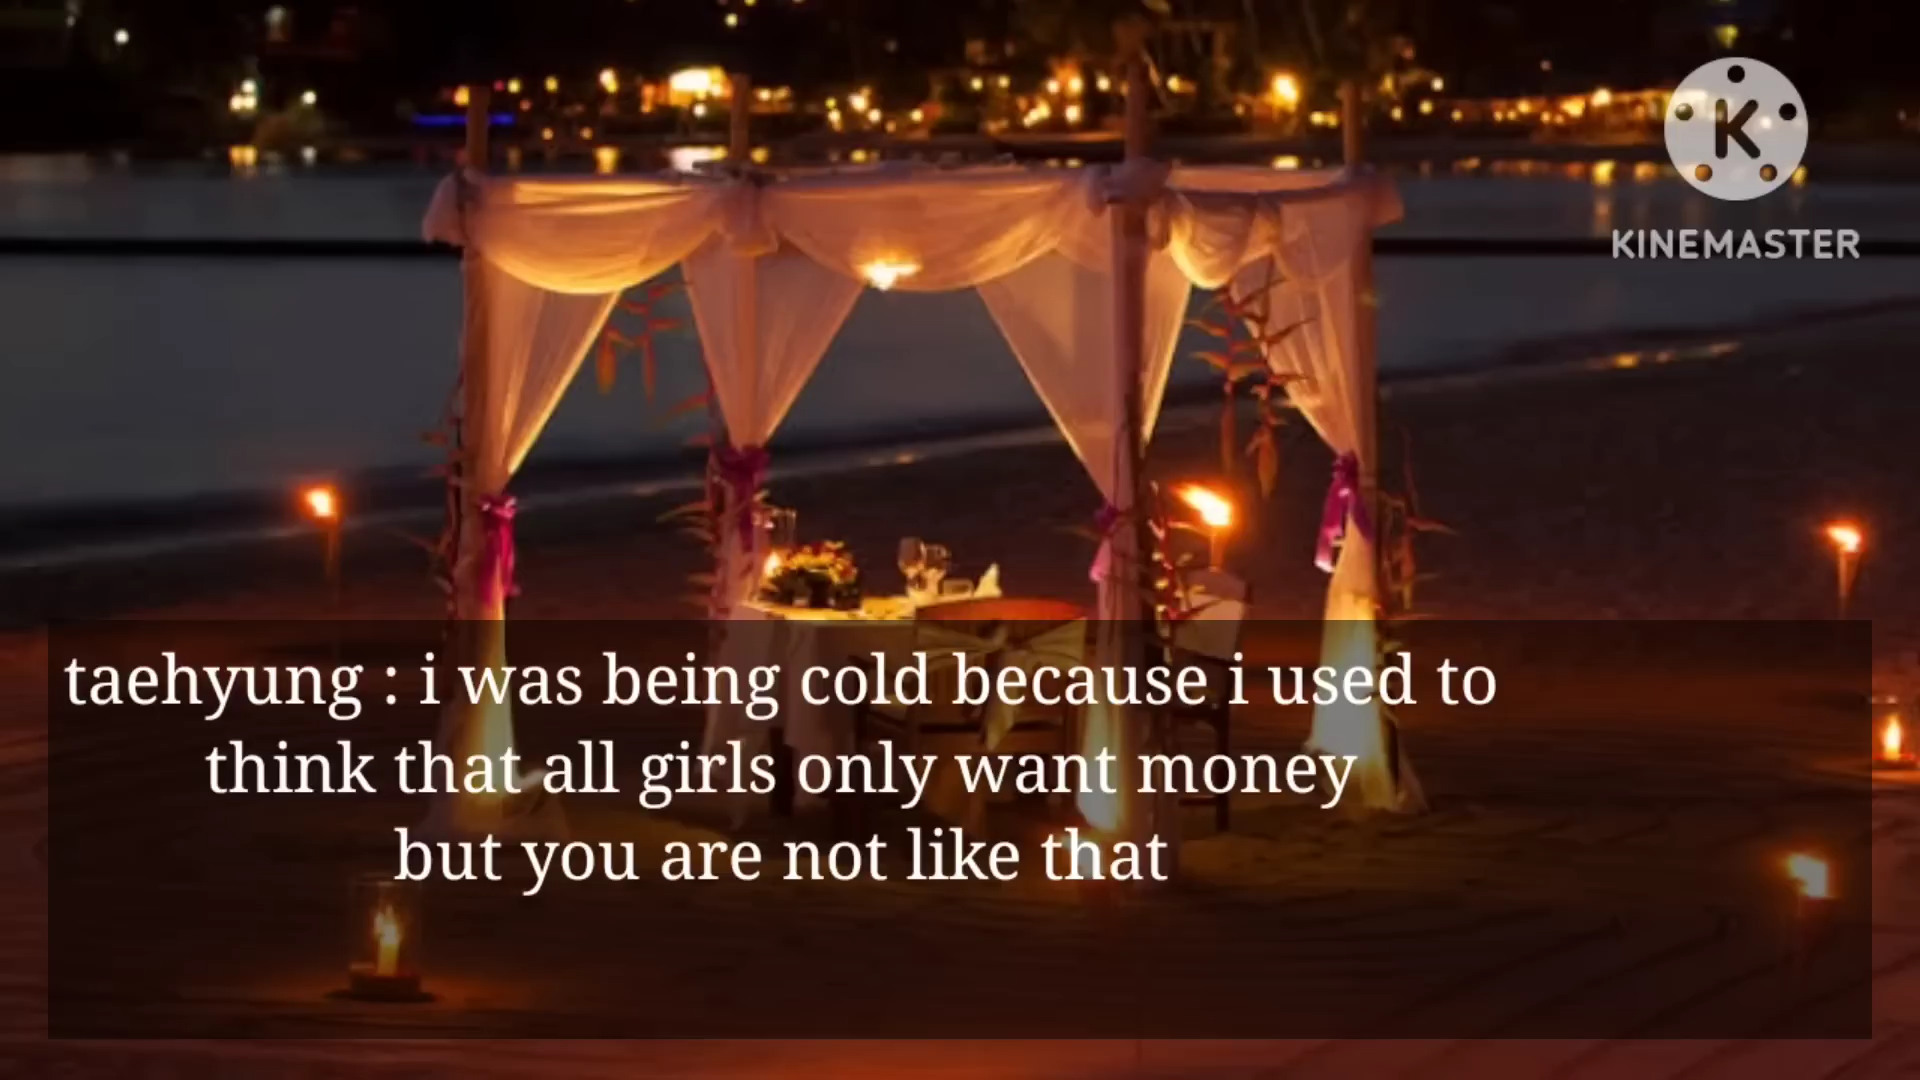 K
KINEMASTER
taehyung : i was being cold because i used to
think that all girls only want money
but you are not like that